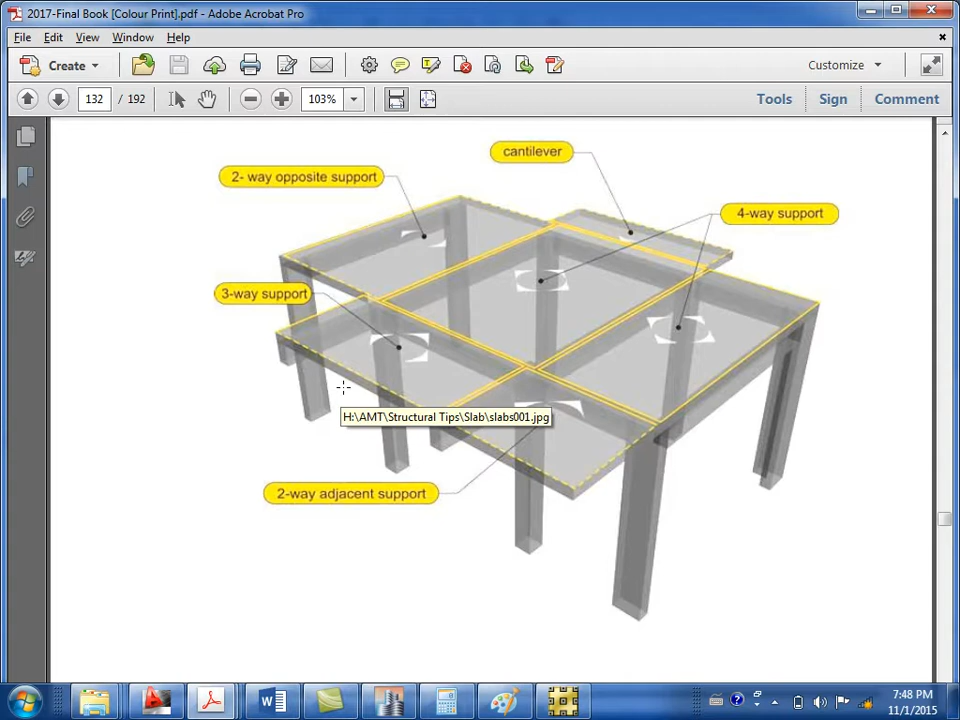 2017-Final Book [Colour Print].pdf - Adobe Acrobat Pro
File Edit View Window Help
Create
Customize
132 / 192
103%
Tools Sign Comment
cantilever
2- way opposite support
4-way support
3-way support
H:\AMT\Structural Tips\Slab\slabs001.jpg
2-way adjacent support
7:48 PM
11/1/2015